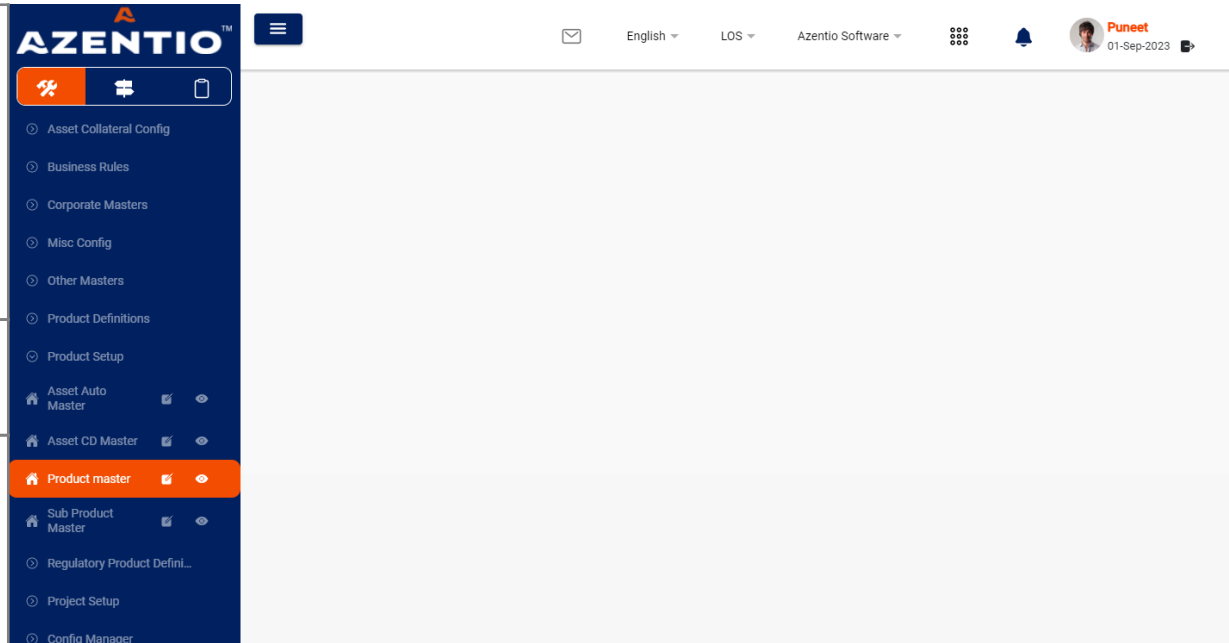 AZENTIO™
English
LOS
Azentio Software
Puneet
01-Sep-2023
Asset Collateral Config
Business Rules
Corporate Masters
Misc Config
Other Masters
Product Definitions
Product Setup
Asset Auto
Master
Asset CD Master
Product master
Sub Product
Master
Regulatory Product Defini...
Project Setup
Config Manager